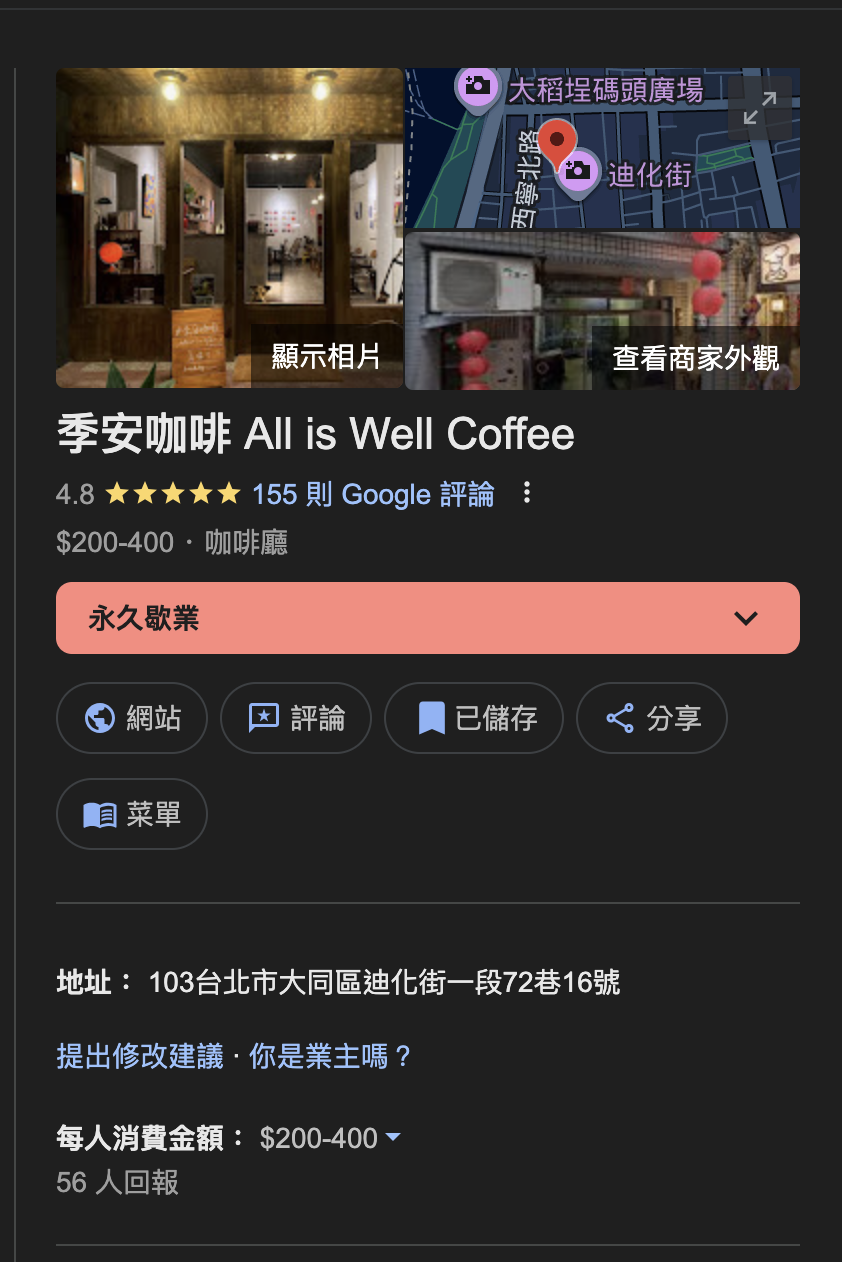 大稻埕碼頭廣場
西寧北路
迪化街
顯示相片
查看商家外觀
季安咖啡 All is Well Coffee
4.8 155 則 Google 評論
$200-400 · 咖啡廳
永久歇業
網站 評論 已儲存 分享
菜單
地址： 103台北市大同區迪化街一段72巷16號
提出修改建議 · 你是業主嗎？
每人消費金額： $200-400
56 人回報